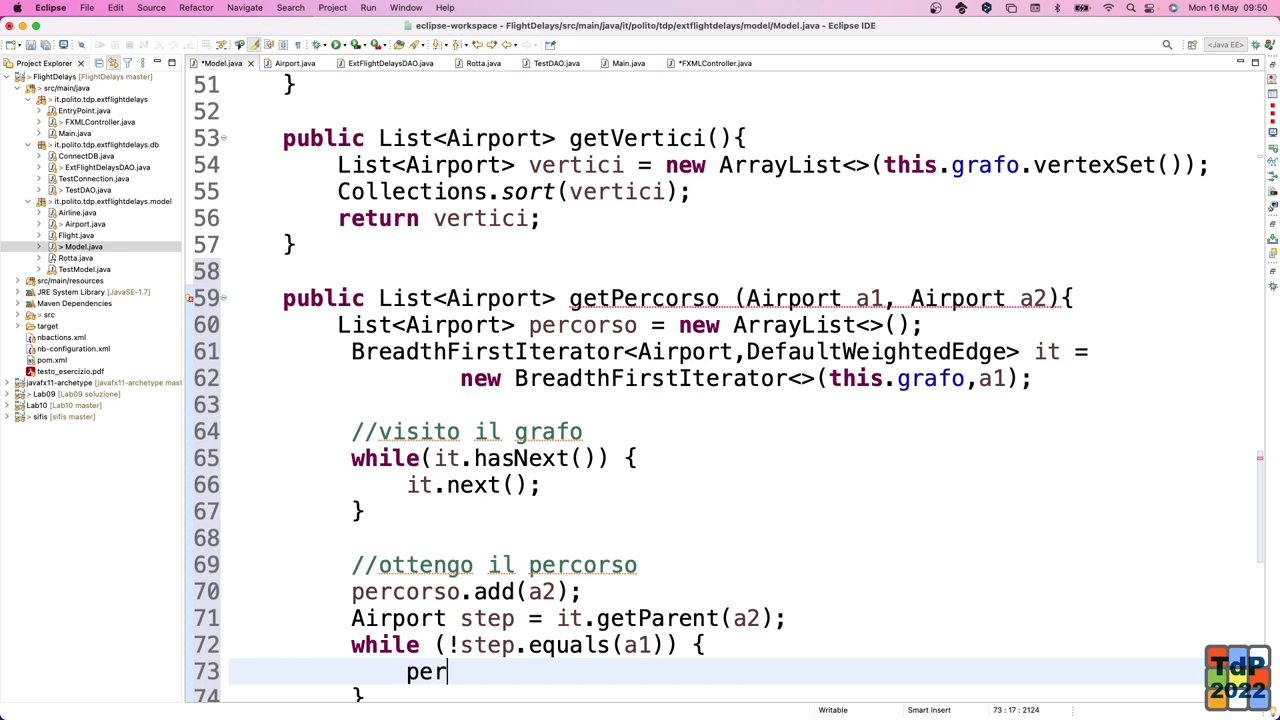 Eclipse File Edit Source Refactor Navigate Search Project Run Window Help Mon 16 May 09:50
eclipse-workspace - FlightDelays/src/main/java/it/polito/tdp/extflightdelays/model/Model.java - Eclipse IDE
<Java EE>
Project Explorer
*Model.java Airport.java ExtFlightDelaysDAO.java Rotta.java TestDAO.java Main.java *FXMLController.java
FlightDelays [FlightDelays master]
src/main/java
it.polito.tdp.extflightdelays
EntryPoint.java
> FXMLController.java
Main.java
it.polito.tdp.extflightdelays.db
ConnectDB.java
> ExtFlightDelaysDAO.java
TestConnection.java
> TestDAO.java
it.polito.tdp.extflightdelays.model
Airline.java
> Airport.java
Flight.java
> Model.java
Rotta.java
> TestModel.java
src/main/resources
JRE System Library [JavaSE-1.7]
Maven Dependencies
> src
target
nbactions.xml
nb-configuration.xml
pom.xml
testo_esercizio.pdf
javafx11-archetype [javafx11-archetype mast
> Lab09 [Lab09 soluzione]
Lab10 [Lab10 master]
> sifis [sifis master]
51 }
52
53 public List<Airport> getVertici(){
54 List<Airport> vertici = new ArrayList<>(this.grafo.vertexSet());
55 Collections.sort(vertici);
56 return vertici;
57 }
58
59 public List<Airport> getPercorso (Airport a1, Airport a2){
60 List<Airport> percorso = new ArrayList<>();
61 BreadthFirstIterator<Airport,DefaultWeightedEdge> it =
62 new BreadthFirstIterator<>(this.grafo,a1);
63
64 //visito il grafo
65 while(it.hasNext()) {
66 it.next();
67 }
68
69 //ottengo il percorso
70 percorso.add(a2);
71 Airport step = it.getParent(a2);
72 while (!step.equals(a1)) {
73 per
74 }
TdP
2022
Writable Smart Insert 73 : 17 : 2124